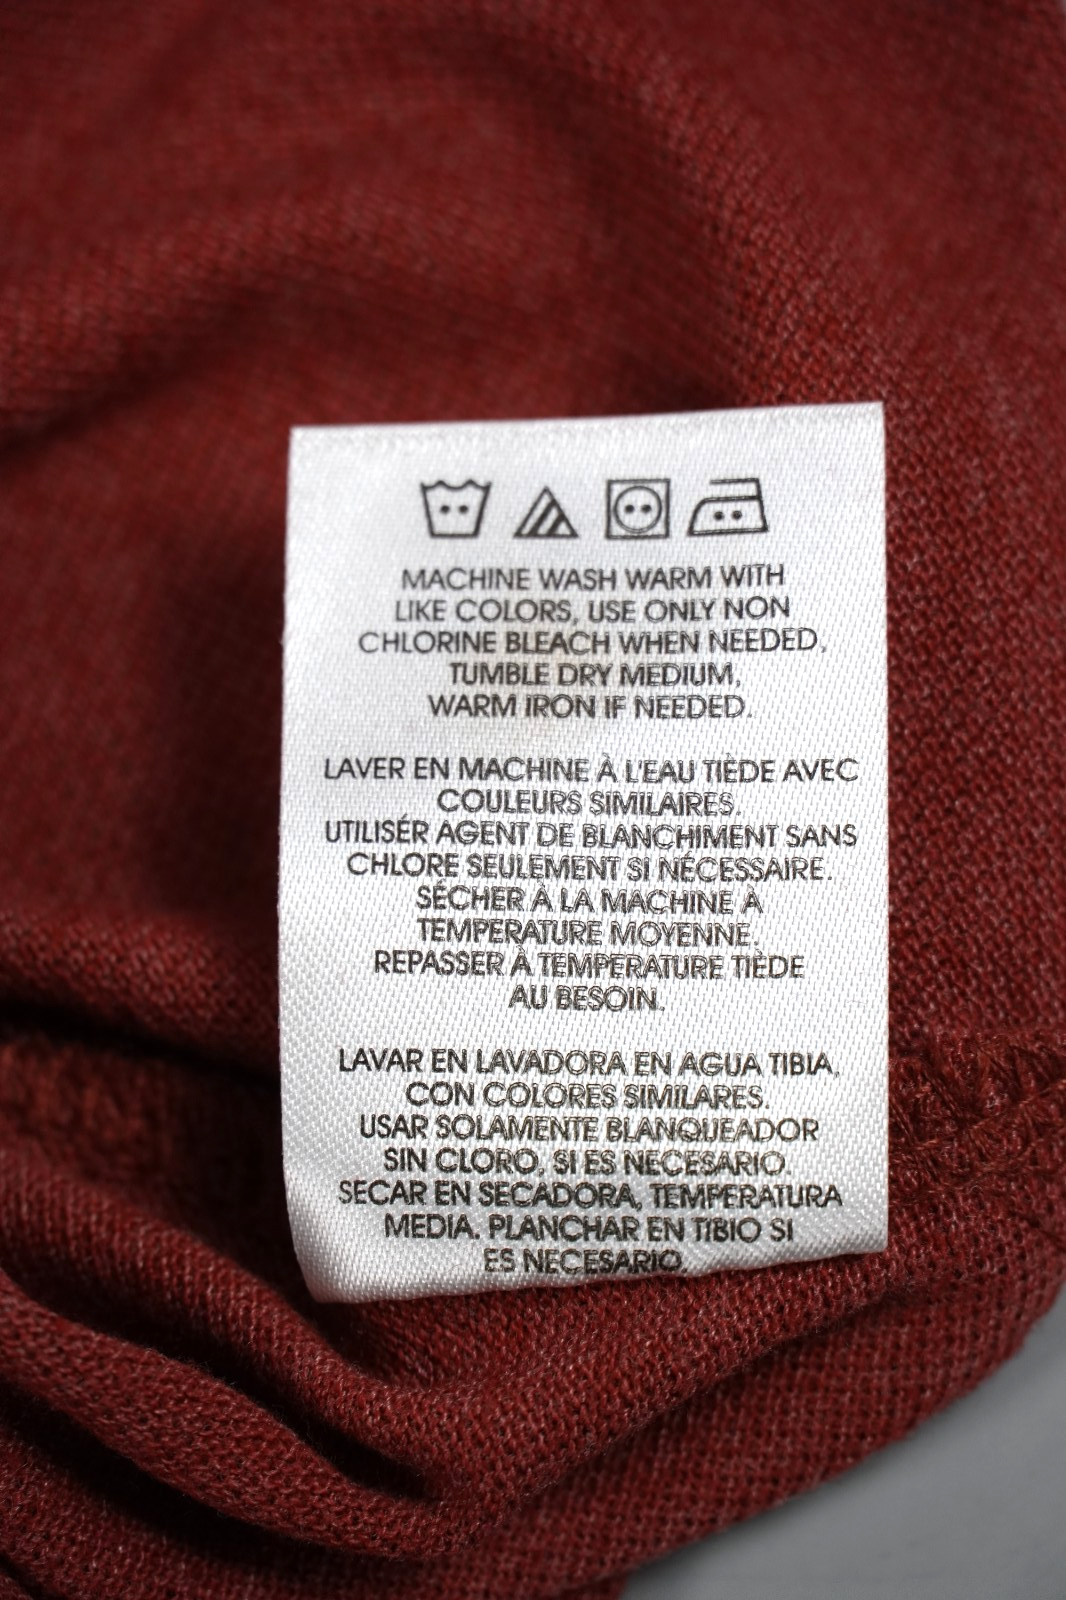 MACHINE WASH WARM WITH
LIKE COLORS, USE ONLY NON
CHLORINE BLEACH WHEN NEEDED,
TUMBLE DRY MEDIUM,
WARM IRON IF NEEDED.
LAVER EN MACHINE À L'EAU TIÈDE AVEC
COULEURS SIMILAIRES.
UTILISÉR AGENT DE BLANCHIMENT SANS
CHLORE SEULEMENT SI NÉCESSAIRE.
SÉCHER À LA MACHINE À
TEMPERATURE MOYENNE.
REPASSER À TEMPERATURE TIÈDE
AU BESOIN.
LAVAR EN LAVADORA EN AGUA TIBIA,
CON COLORES SIMILARES.
USAR SOLAMENTE BLANQUEADOR
SIN CLORO, SI ES NECESARIO.
SECAR EN SECADORA, TEMPERATURA
MEDIA. PLANCHAR EN TIBIO SI
ES NECESARIO.